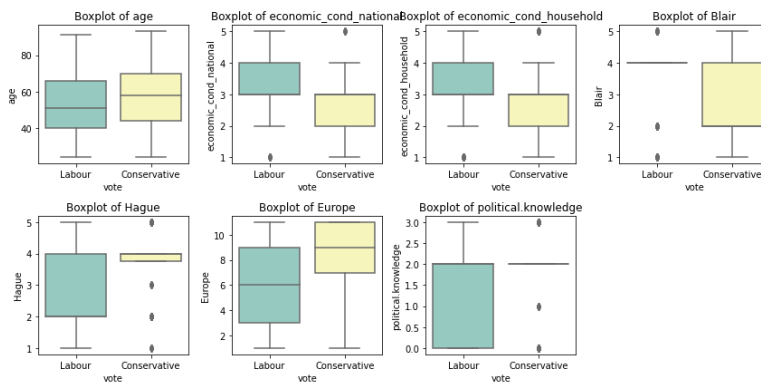 Boxplot of age
age
80
60
40
Labour Conservative
vote
Boxplot of economic_cond_national
economic_cond_national
5
4
3
2
1
Labour Conservative
vote
Boxplot of economic_cond_household
economic_cond_household
5
4
3
2
1
Labour Conservative
vote
Boxplot of Blair
Blair
5
4
3
2
1
Labour Conservative
vote
Boxplot of Hague
Hague
5
4
3
2
1
Labour Conservative
vote
Boxplot of Europe
Europe
10
8
6
4
2
Labour Conservative
vote
Boxplot of political.knowledge
political.knowledge
3.0
2.5
2.0
1.5
1.0
0.5
0.0
Labour Conservative
vote